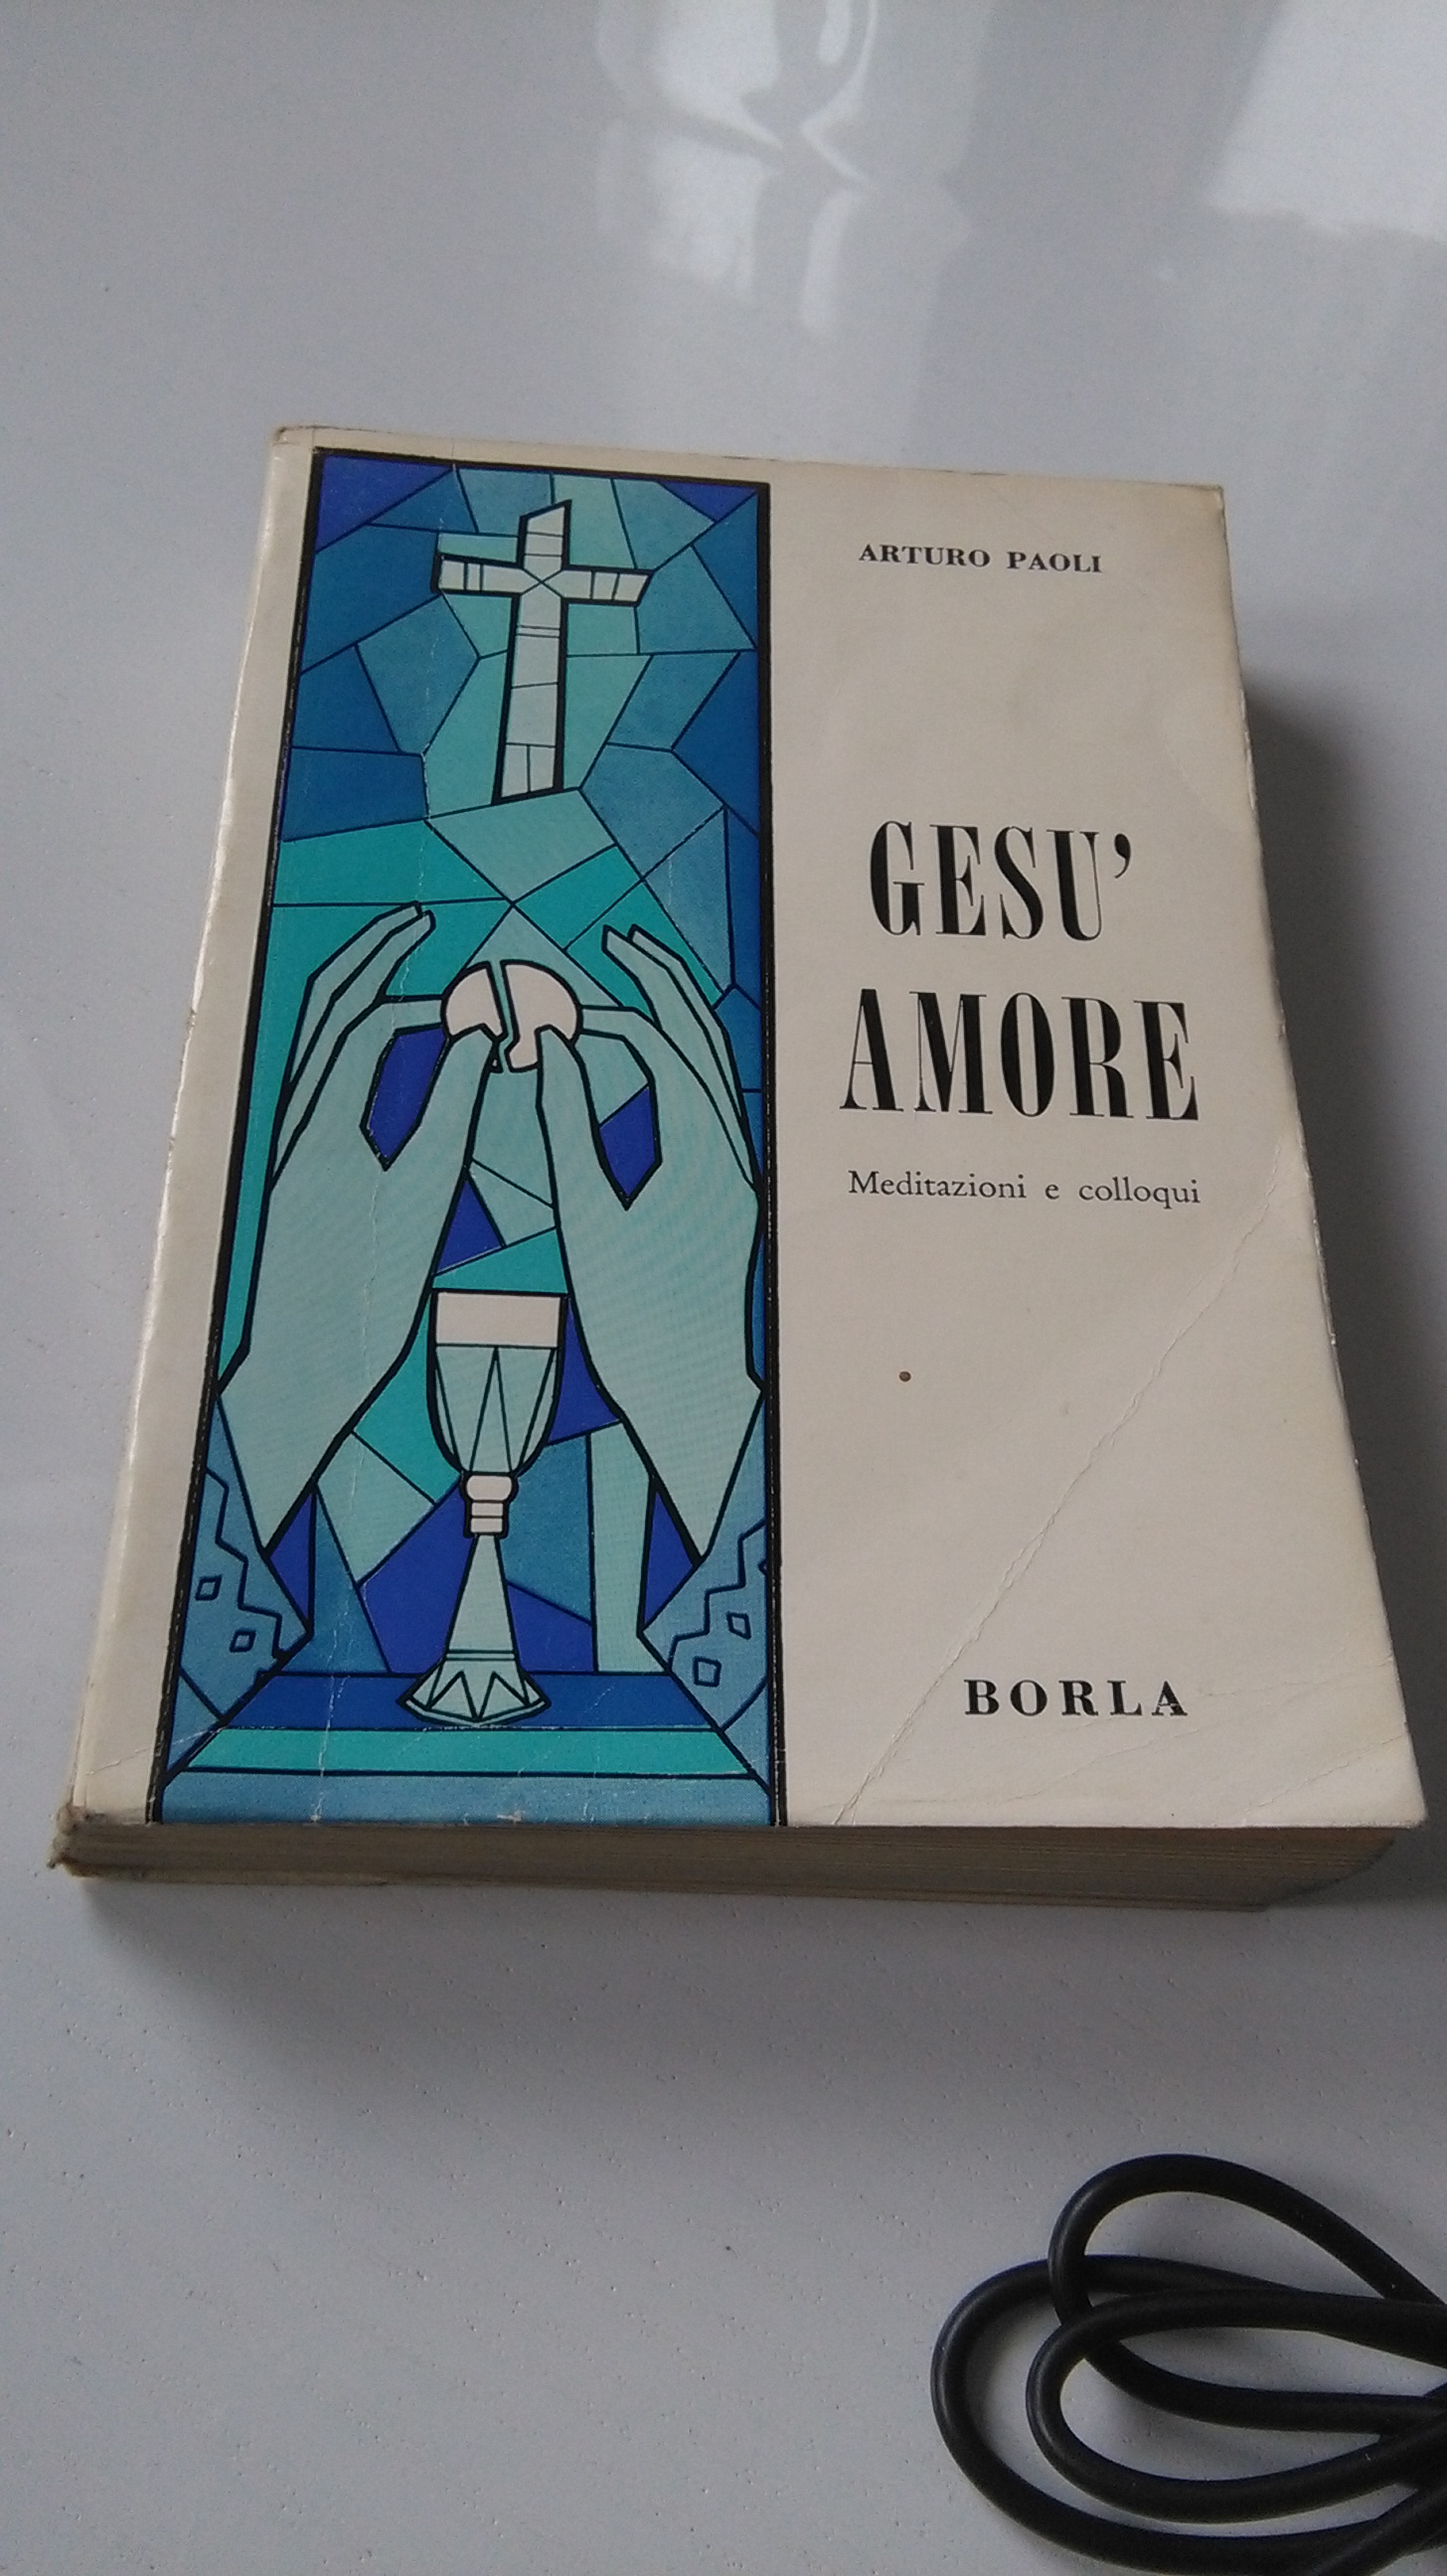 ARTURO PAOLI
GESU'
AMORE
Meditazioni e colloqui
BORLA